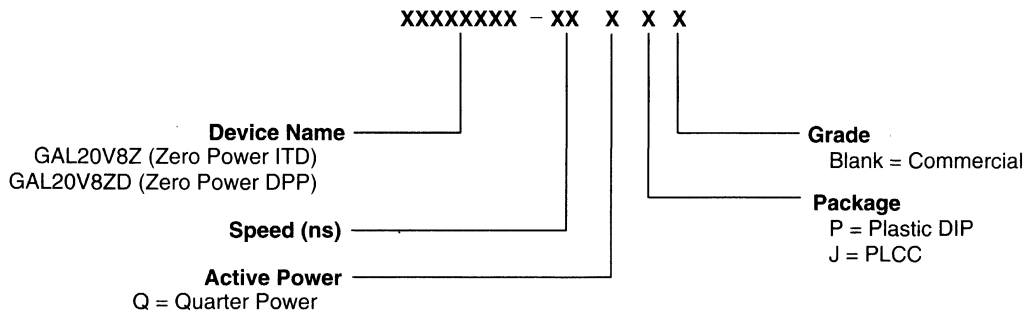 XXXXXXXX - XX X X X
Device Name
GAL20V8Z (Zero Power ITD)
GAL20V8ZD (Zero Power DPP)
Speed (ns)
Active Power
Q = Quarter Power
Grade
Blank = Commercial
Package
P = Plastic DIP
J = PLCC